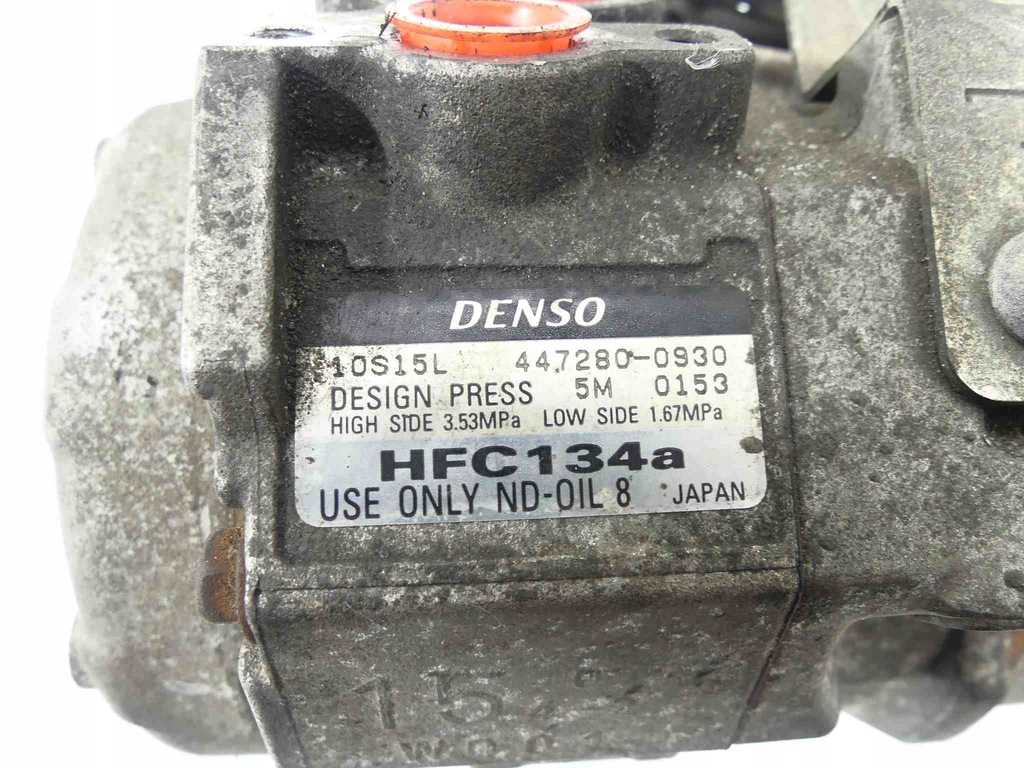 DENSO
10S15L 447280-0930
DESIGN PRESS 5M 0153
HIGH SIDE 3.53MPa LOW SIDE 1.67MPa
HFC134a
USE ONLY ND-OIL 8 JAPAN
15